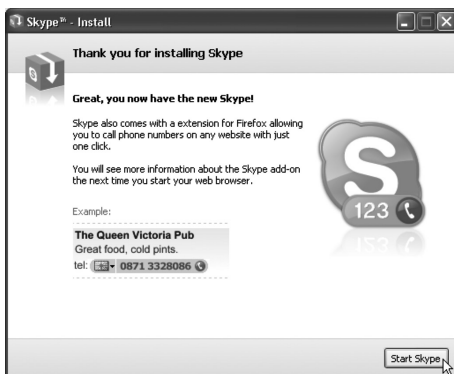 Skype™ - Install
Thank you for installing Skype
Great, you now have the new Skype!
Skype also comes with a extension for Firefox allowing
you to call phone numbers on any website with just
one click.
You will see more information about the Skype add-on
the next time you start your web browser.
Example:
The Queen Victoria Pub
Great food, cold pints.
tel: 0871 3328086
S
123
Start Skype